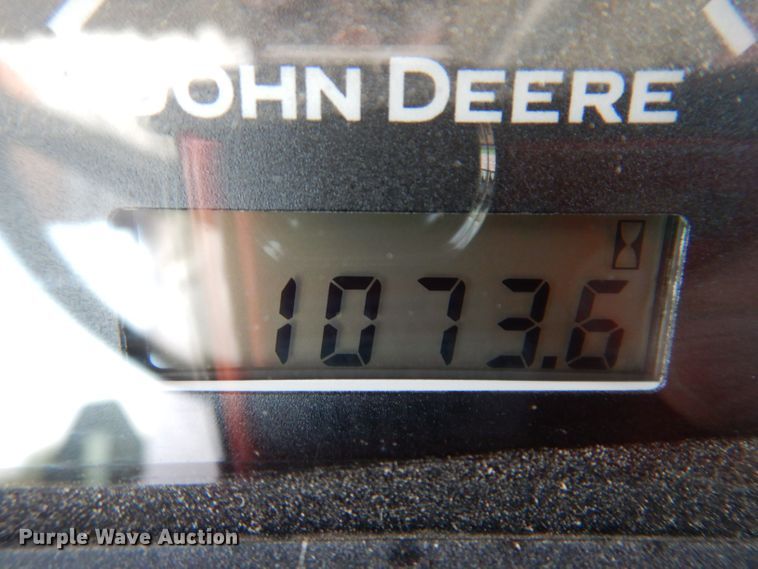 JOHN DEERE
1073.6
Purple Wave Auction